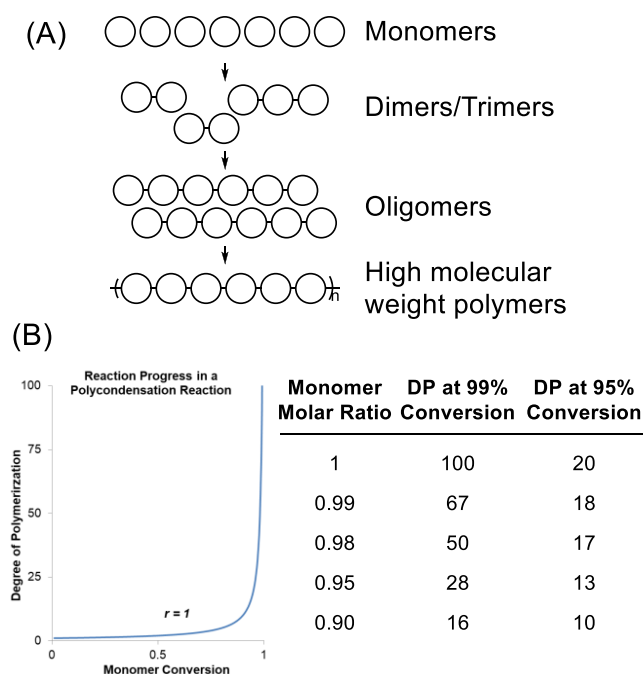 (A)
Monomers
Dimers/Trimers
Oligomers
High molecular
weight polymers
n
(B)
Reaction Progress in a
Polycondensation Reaction
Degree of Polymerirzation
100
75
50
25
0
r = 1
0
0.5
1
Monomer Conversion
Monomer DP at 99% DP at 95%
Molar Ratio Conversion Conversion
1 100 20
0.99 67 18
0.98 50 17
0.95 28 13
0.90 16 10